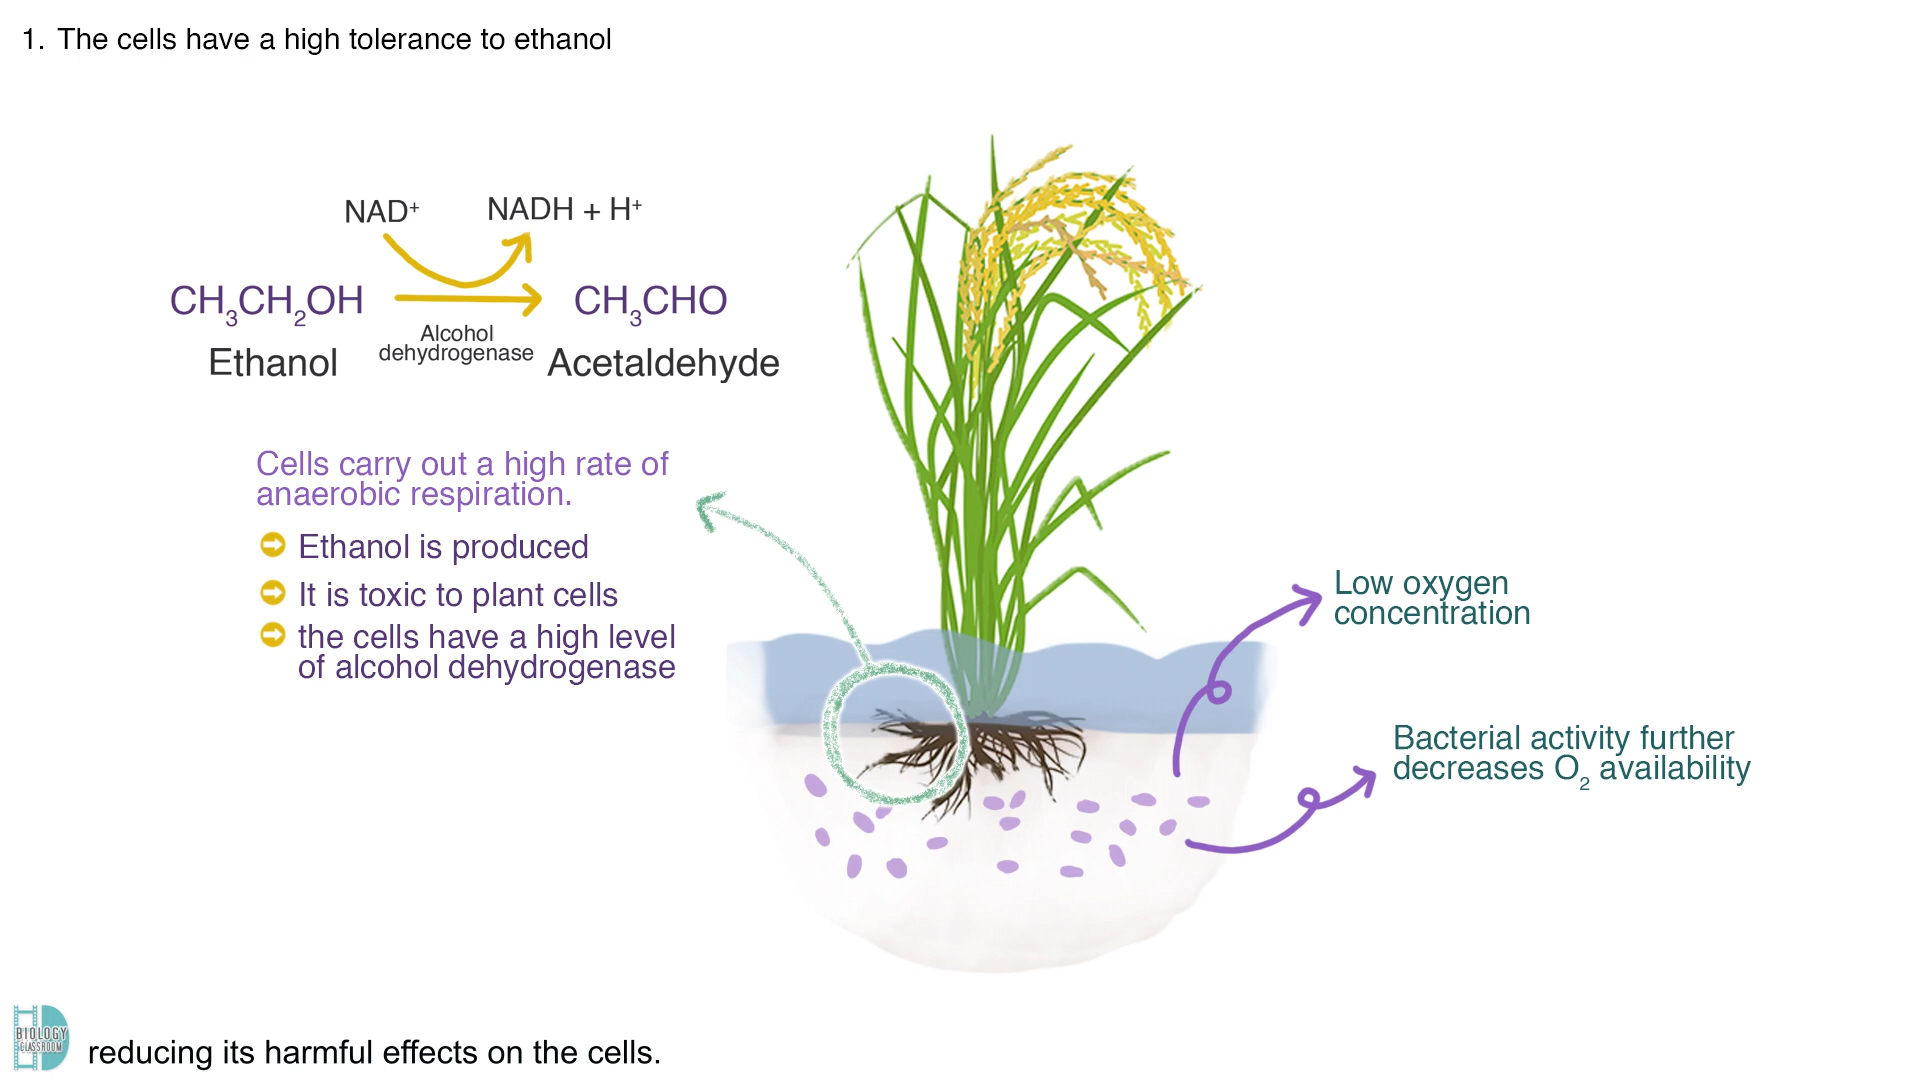 1. The cells have a high tolerance to ethanol
NAD⁺ NADH + H⁺
CH₃CH₂OH CH₃CHO
Alcohol
dehydrogenase
Ethanol Acetaldehyde
Cells carry out a high rate of
anaerobic respiration.
Ethanol is produced
It is toxic to plant cells
the cells have a high level
of alcohol dehydrogenase
Low oxygen
concentration
Bacterial activity further
decreases O₂ availability
BIOLOGY
CLASSROOM
reducing its harmful effects on the cells.